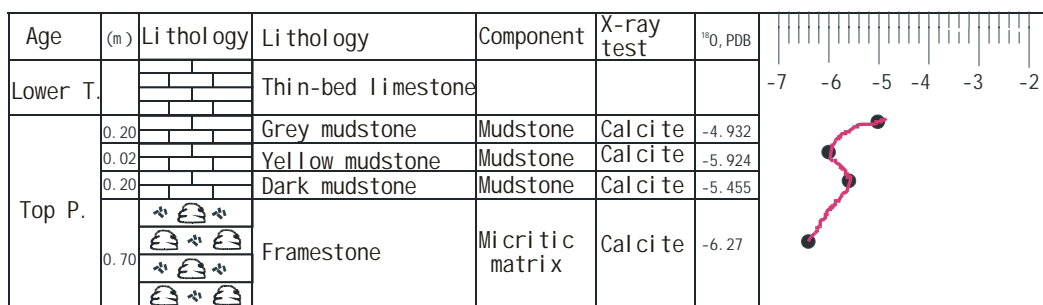 Age (m) Lithology Lithology Component X-ray test ¹⁸O, PDB
-7 -6 -5 -4 -3 -2
Lower T. Thin-bed limestone
Top P.
0.20 Grey mudstone Mudstone Calcite -4.932
0.02 Yellow mudstone Mudstone Calcite -5.924
0.20 Dark mudstone Mudstone Calcite -5.455
0.70 Framestone Micritic matrix Calcite -6.27